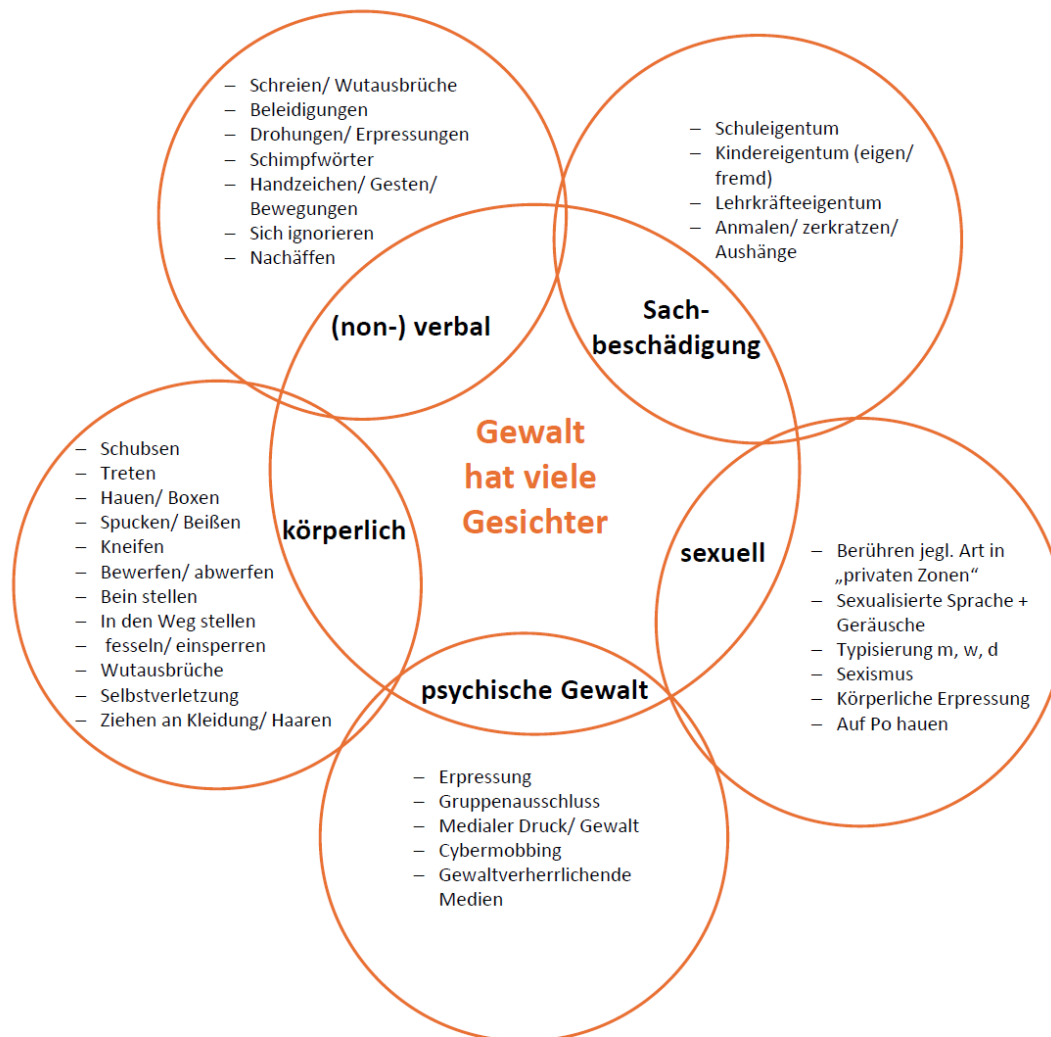 – Schreien/ Wutausbrüche
– Beleidigungen
– Drohungen/ Erpressungen
– Schimpfwörter
– Handzeichen/ Gesten/
Bewegungen
– Sich ignorieren
– Nachäffen
(non-) verbal
– Schuleigentum
– Kindereigentum (eigen/
fremd)
– Lehrkräfteeigentum
– Anmalen/ zerkratzen/
Aushänge
Sach-
beschädigung
Gewalt
hat viele
Gesichter
– Schubsen
– Treten
– Hauen/ Boxen
– Spucken/ Beißen
– Kneifen
– Bewerfen/ abwerfen
– Bein stellen
– In den Weg stellen
– fesseln/ einsperren
– Wutausbrüche
– Selbstverletzung
– Ziehen an Kleidung/ Haaren
körperlich
sexuell
– Berühren jegl. Art in
„privaten Zonen“
– Sexualisierte Sprache +
Geräusche
– Typisierung m, w, d
– Sexismus
– Körperliche Erpressung
– Auf Po hauen
psychische Gewalt
– Erpressung
– Gruppenausschluss
– Medialer Druck/ Gewalt
– Cybermobbing
– Gewaltverherrlichende
Medien